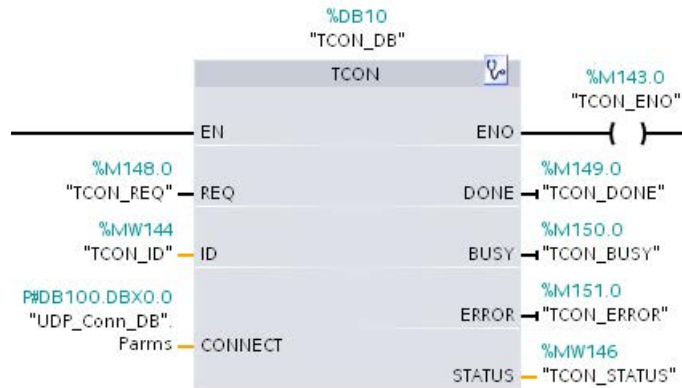 %DB10
"TCON_DB"
TCON
%M143.0
"TCON_ENO"
EN
ENO
%M148.0
"TCON_REQ"
REQ
%M149.0
DONE
"TCON_DONE"
%MW144
"TCON_ID"
ID
%M150.0
BUSY
"TCON_BUSY"
P#DB100.DBX0.0
"UDP_Conn_DB".
Parms
CONNECT
%M151.0
ERROR
"TCON_ERROR"
%MW146
STATUS
"TCON_STATUS"